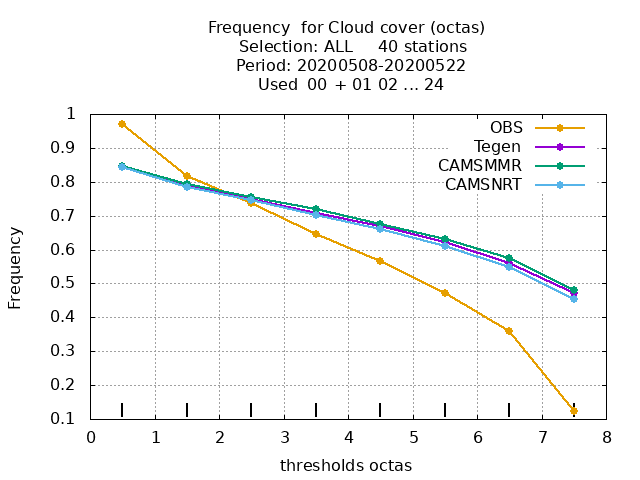 Frequency  for Cloud cover (octas)
Selection: ALL     40 stations
Period: 20200508-20200522
Used  00  + 01 02 ... 24
OBS
Tegen
CAMSMMR
CAMSNRT
1
0.9
0.8
0.7
0.6
0.5
0.4
0.3
0.2
0.1
Frequency
0 1 2 3 4 5 6 7 8
thresholds octas